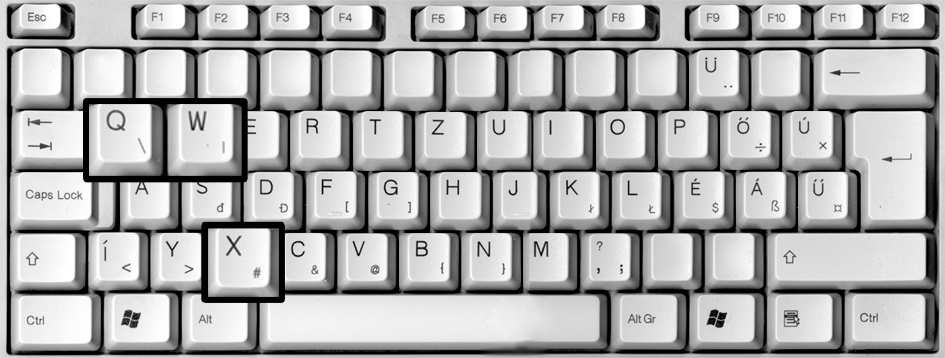 Esc F1 F2 F3 F4 F5 F6 F7 F8 F9 F10 F11 F12
Ü ¨ ←
Q \ W | E R T Z U I O P Ő ÷ Ú ×
Caps Lock A S đ D Đ F [ G ] H J K ł L Ł É $ Á ß Ű ¤
⇧ Í < Y > X # C & V @ B { N } M ? , ; ⇧
Ctrl Alt Alt Gr Ctrl